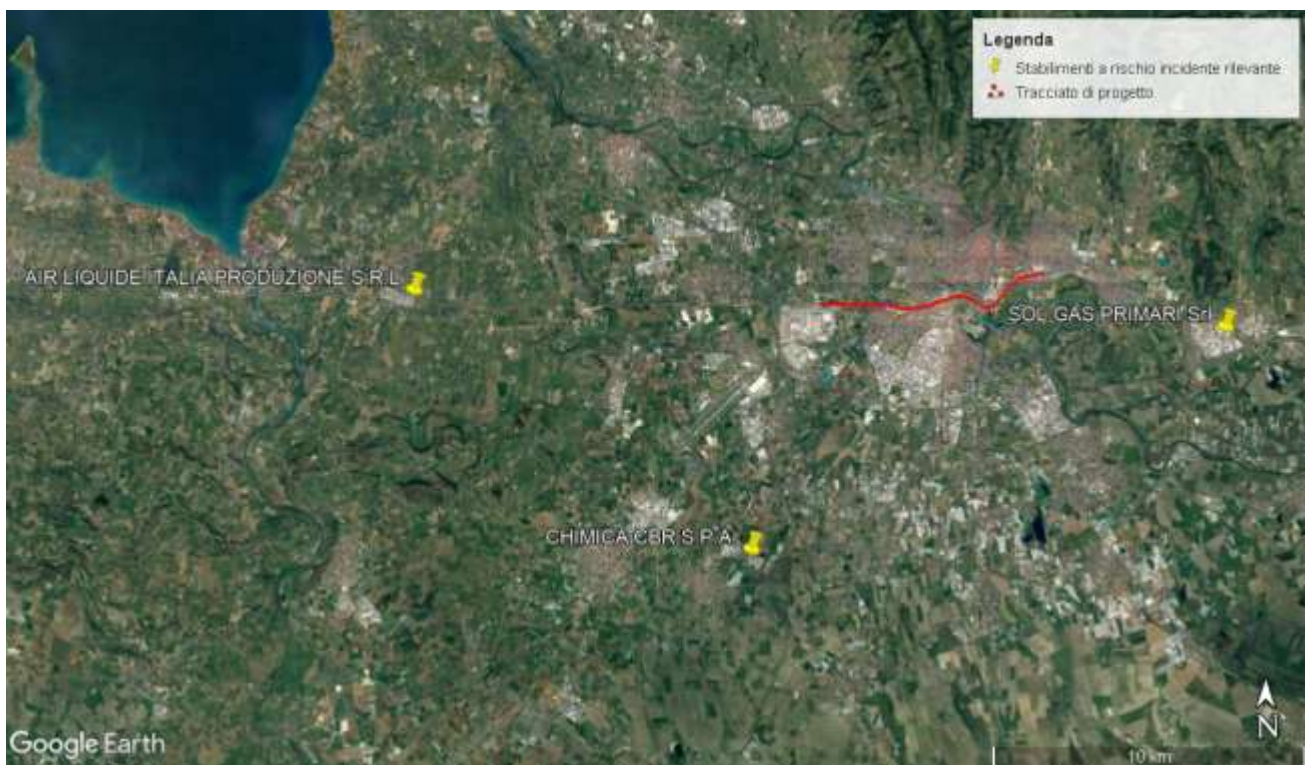 Legenda
Stabilimenti a rischio incidente rilevante
Tracciato di progetto
AIR LIQUIDE ITALIA PRODUZIONE S.R.L.
SOL GAS PRIMARI Srl
CHIMICA CBR S.P.A.
N
Google Earth
10 km